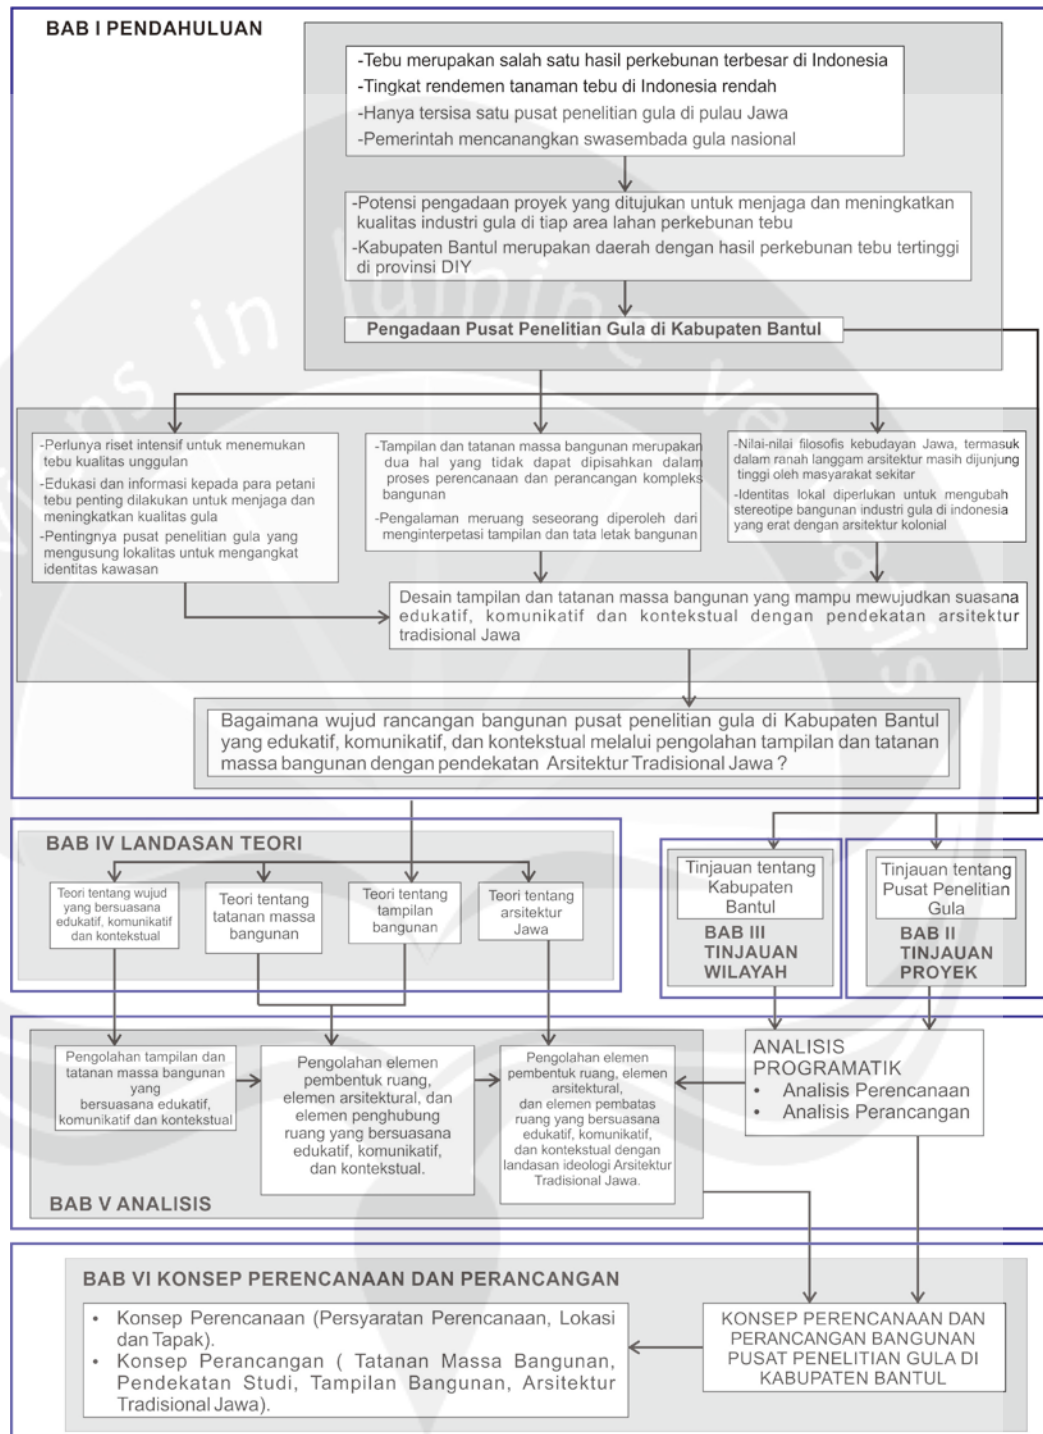 BAB I PENDAHULUAN
-Tebu merupakan salah satu hasil perkebunan terbesar di Indonesia
-Tingkat rendemen tanaman tebu di Indonesia rendah
-Hanya tersisa satu pusat penelitian gula di pulau Jawa
-Pemerintah mencanangkan swasembada gula nasional
-Potensi pengadaan proyek yang ditujukan untuk menjaga dan meningkatkan
kualitas industri gula di tiap area lahan perkebunan tebu
-Kabupaten Bantul merupakan daerah dengan hasil perkebunan tebu tertinggi
di provinsi DIY
Pengadaan Pusat Penelitian Gula di Kabupaten Bantul
-Perlunya riset intensif untuk menemukan
tebu kualitas unggulan
-Edukasi dan informasi kepada para petani
tebu penting dilakukan untuk menjaga dan
meningkatkan kualitas gula
-Pentingnya pusat penelitian gula yang
mengusung lokalitas untuk mengangkat
identitas kawasan
-Tampilan dan tatanan massa bangunan merupakan
dua hal yang tidak dapat dipisahkan dalam
proses perencanaan dan perancangan kompleks
bangunan
-Pengalaman meruang seseorang diperoleh dari
menginterpetasi tampilan dan tata letak bangunan
-Nilai-nilai filosofis kebudayan Jawa, termasuk
dalam ranah langgam arsitektur masih dijunjung
tinggi oleh masyarakat sekitar
-Identitas lokal diperlukan untuk mengubah
stereotipe bangunan industri gula di indonesia
yang erat dengan arsitektur kolonial
Desain tampilan dan tatanan massa bangunan yang mampu mewujudkan suasana
edukatif, komunikatif dan kontekstual dengan pendekatan arsitektur
tradisional Jawa
Bagaimana wujud rancangan bangunan pusat penelitian gula di Kabupaten Bantul
yang edukatif, komunikatif, dan kontekstual melalui pengolahan tampilan dan tatanan
massa bangunan dengan pendekatan Arsitektur Tradisional Jawa ?
BAB IV LANDASAN TEORI
Teori tentang wujud
yang bersuasana
edukatif, komunikatif
dan kontekstual
Teori tentang
tatanan massa
bangunan
Teori tentang
tampilan
bangunan
Teori tentang
arsitektur
Jawa
Tinjauan tentang
Kabupaten
Bantul
BAB III
TINJAUAN
WILAYAH
Tinjauan tentang
Pusat Penelitian
Gula
BAB II
TINJAUAN
PROYEK
Pengolahan tampilan dan
tatanan massa bangunan
yang
bersuasana edukatif,
komunikatif dan kontekstual
Pengolahan elemen
pembentuk ruang,
elemen arsitektural, dan
elemen penghubung
ruang yang bersuasana
edukatif, komunikatif,
dan kontekstual.
Pengolahan elemen
pembentuk ruang, elemen
arsitektural,
dan elemen pembatas
ruang yang bersuasana
edukatif, komunikatif,
dan kontekstual dengan
landasan ideologi Arsitektur
Tradisional Jawa.
ANALISIS
PROGRAMATIK
• Analisis Perencanaan
• Analisis Perancangan
BAB V ANALISIS
BAB VI KONSEP PERENCANAAN DAN PERANCANGAN
• Konsep Perencanaan (Persyaratan Perencanaan, Lokasi
dan Tapak).
• Konsep Perancangan ( Tatanan Massa Bangunan,
Pendekatan Studi, Tampilan Bangunan, Arsitektur
Tradisional Jawa).
KONSEP PERENCANAAN DAN
PERANCANGAN BANGUNAN
PUSAT PENELITIAN GULA DI
KABUPATEN BANTUL